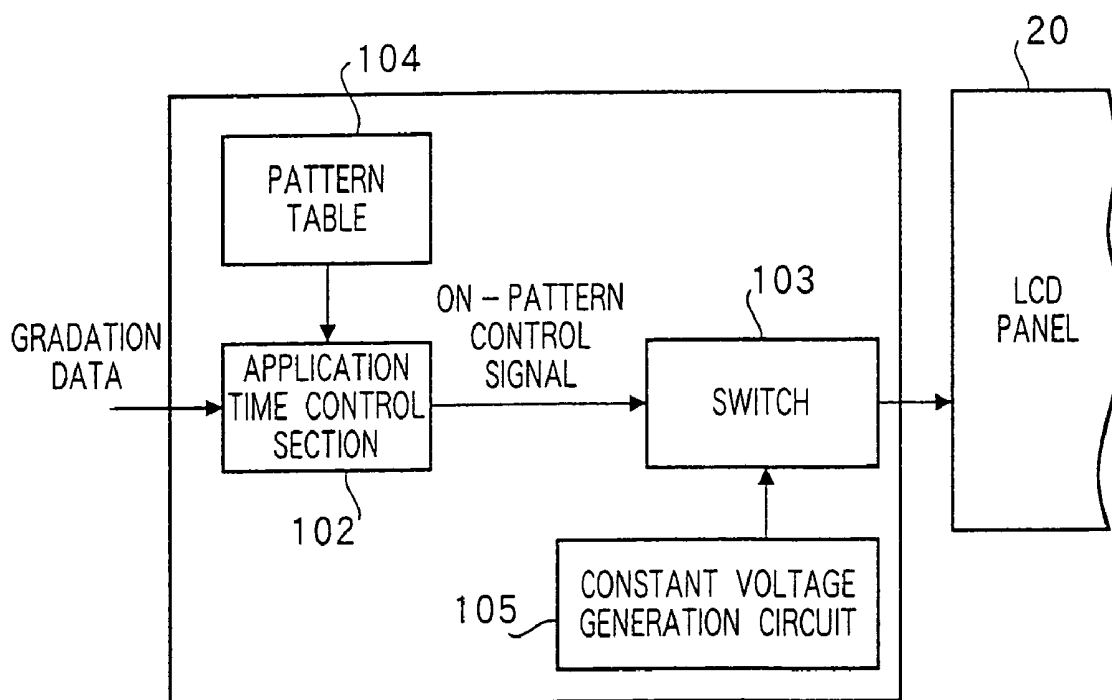 104
20
PATTERN
TABLE
103
ON-PATTERN
CONTROL
SIGNAL
GRADATION
DATA
APPLICATION
TIME CONTROL
SECTION
SWITCH
LCD
PANEL
102
105
CONSTANT VOLTAGE
GENERATION CIRCUIT